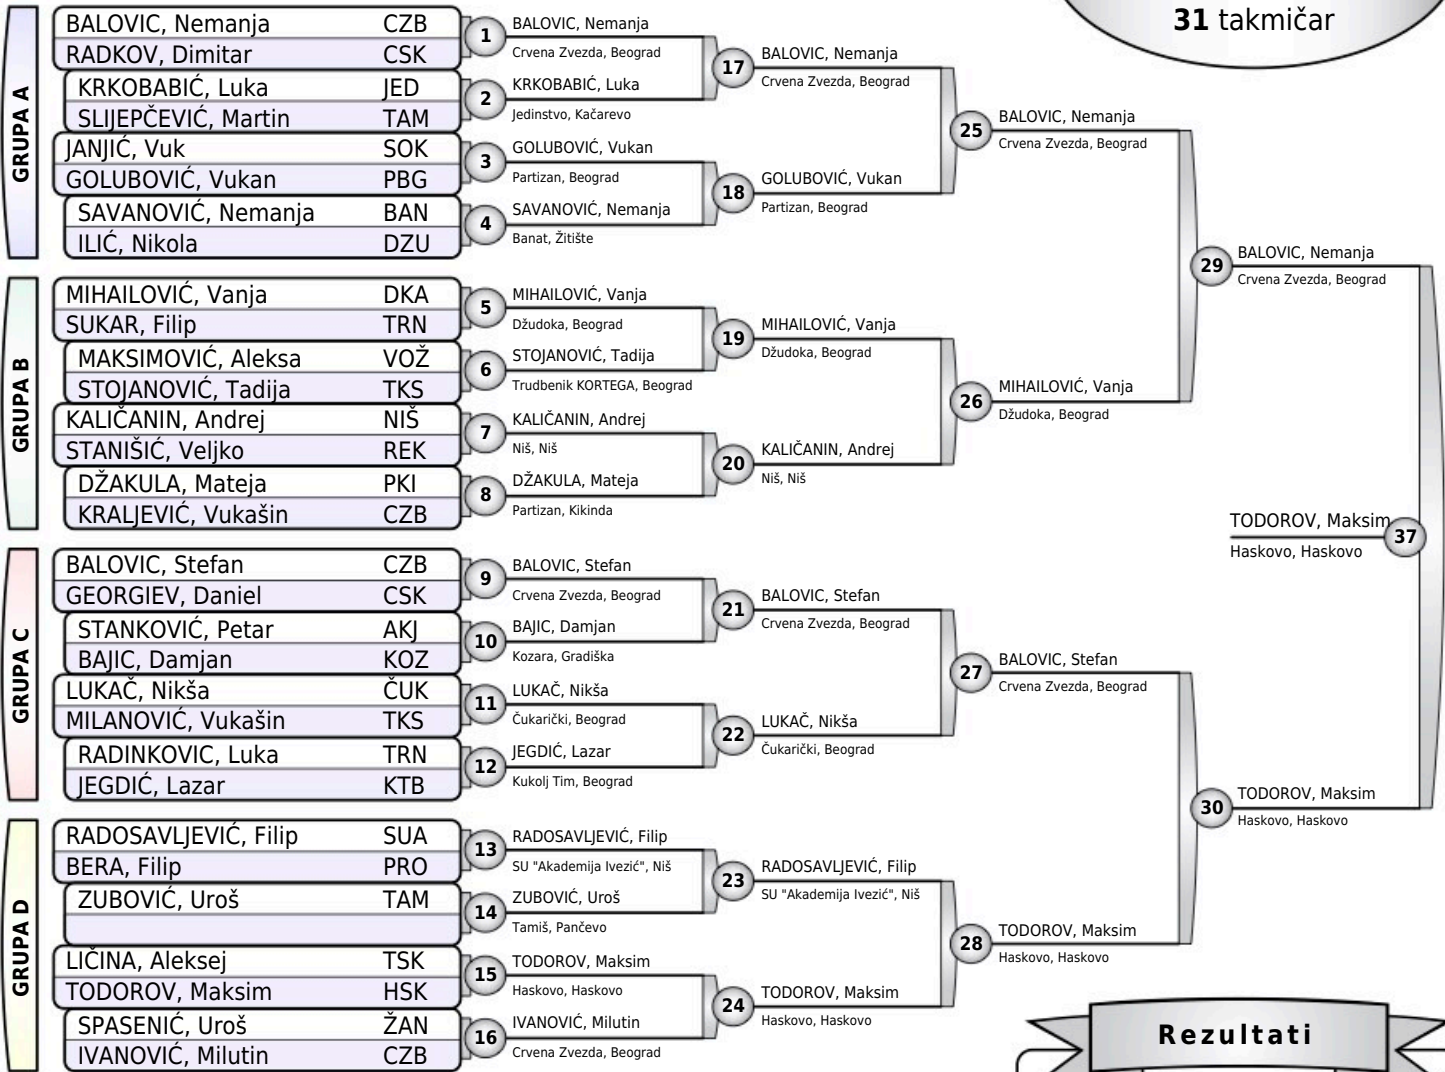 31 takmičar
GRUPA A
BALOVIC, Nemanja CZB
RADKOV, Dimitar CSK
KRKOBABIĆ, Luka JED
SLIJEPČEVIĆ, Martin TAM
JANJIĆ, Vuk SOK
GOLUBOVIĆ, Vukan PBG
SAVANOVIĆ, Nemanja BAN
ILIĆ, Nikola DZU
GRUPA B
MIHAILOVIĆ, Vanja DKA
SUKAR, Filip TRN
MAKSIMOVIĆ, Aleksa VOŽ
STOJANOVIĆ, Tadija TKS
KALIČANIN, Andrej NIŠ
STANIŠIĆ, Veljko REK
DŽAKULA, Mateja PKI
KRALJEVIĆ, Vukašin CZB
GRUPA C
BALOVIC, Stefan CZB
GEORGIEV, Daniel CSK
STANKOVIĆ, Petar AKJ
BAJIC, Damjan KOZ
LUKAČ, Nikša ČUK
MILANOVIĆ, Vukašin TKS
RADINKOVIC, Luka TRN
JEGDIĆ, Lazar KTB
GRUPA D
RADOSAVLJEVIĆ, Filip SUA
BERA, Filip PRO
ZUBOVIĆ, Uroš TAM
LIČINA, Aleksej TSK
TODOROV, Maksim HSK
SPASENIĆ, Uroš ŽAN
IVANOVIĆ, Milutin CZB
1 BALOVIC, Nemanja
Crvena Zvezda, Beograd
2 KRKOBABIĆ, Luka
Jedinstvo, Kačarevo
3 GOLUBOVIĆ, Vukan
Partizan, Beograd
4 SAVANOVIĆ, Nemanja
Banat, Žitište
5 MIHAILOVIĆ, Vanja
Džudoka, Beograd
6 STOJANOVIĆ, Tadija
Trudbenik KORTEGA, Beograd
7 KALIČANIN, Andrej
Niš, Niš
8 DŽAKULA, Mateja
Partizan, Kikinda
9 BALOVIC, Stefan
Crvena Zvezda, Beograd
10 BAJIC, Damjan
Kozara, Gradiška
11 LUKAČ, Nikša
Čukarički, Beograd
12 JEGDIĆ, Lazar
Kukolj Tim, Beograd
13 RADOSAVLJEVIĆ, Filip
SU "Akademija Ivezić", Niš
14 ZUBOVIĆ, Uroš
Tamiš, Pančevo
15 TODOROV, Maksim
Haskovo, Haskovo
16 IVANOVIĆ, Milutin
Crvena Zvezda, Beograd
17 BALOVIC, Nemanja
Crvena Zvezda, Beograd
18 GOLUBOVIĆ, Vukan
Partizan, Beograd
19 MIHAILOVIĆ, Vanja
Džudoka, Beograd
20 KALIČANIN, Andrej
Niš, Niš
21 BALOVIC, Stefan
Crvena Zvezda, Beograd
22 LUKAČ, Nikša
Čukarički, Beograd
23 RADOSAVLJEVIĆ, Filip
SU "Akademija Ivezić", Niš
24 TODOROV, Maksim
Haskovo, Haskovo
25 BALOVIC, Nemanja
Crvena Zvezda, Beograd
26 MIHAILOVIĆ, Vanja
Džudoka, Beograd
27 BALOVIC, Stefan
Crvena Zvezda, Beograd
28 TODOROV, Maksim
Haskovo, Haskovo
29 BALOVIC, Nemanja
Crvena Zvezda, Beograd
30 TODOROV, Maksim
Haskovo, Haskovo
TODOROV, Maksim 37
Haskovo, Haskovo
Rezultati